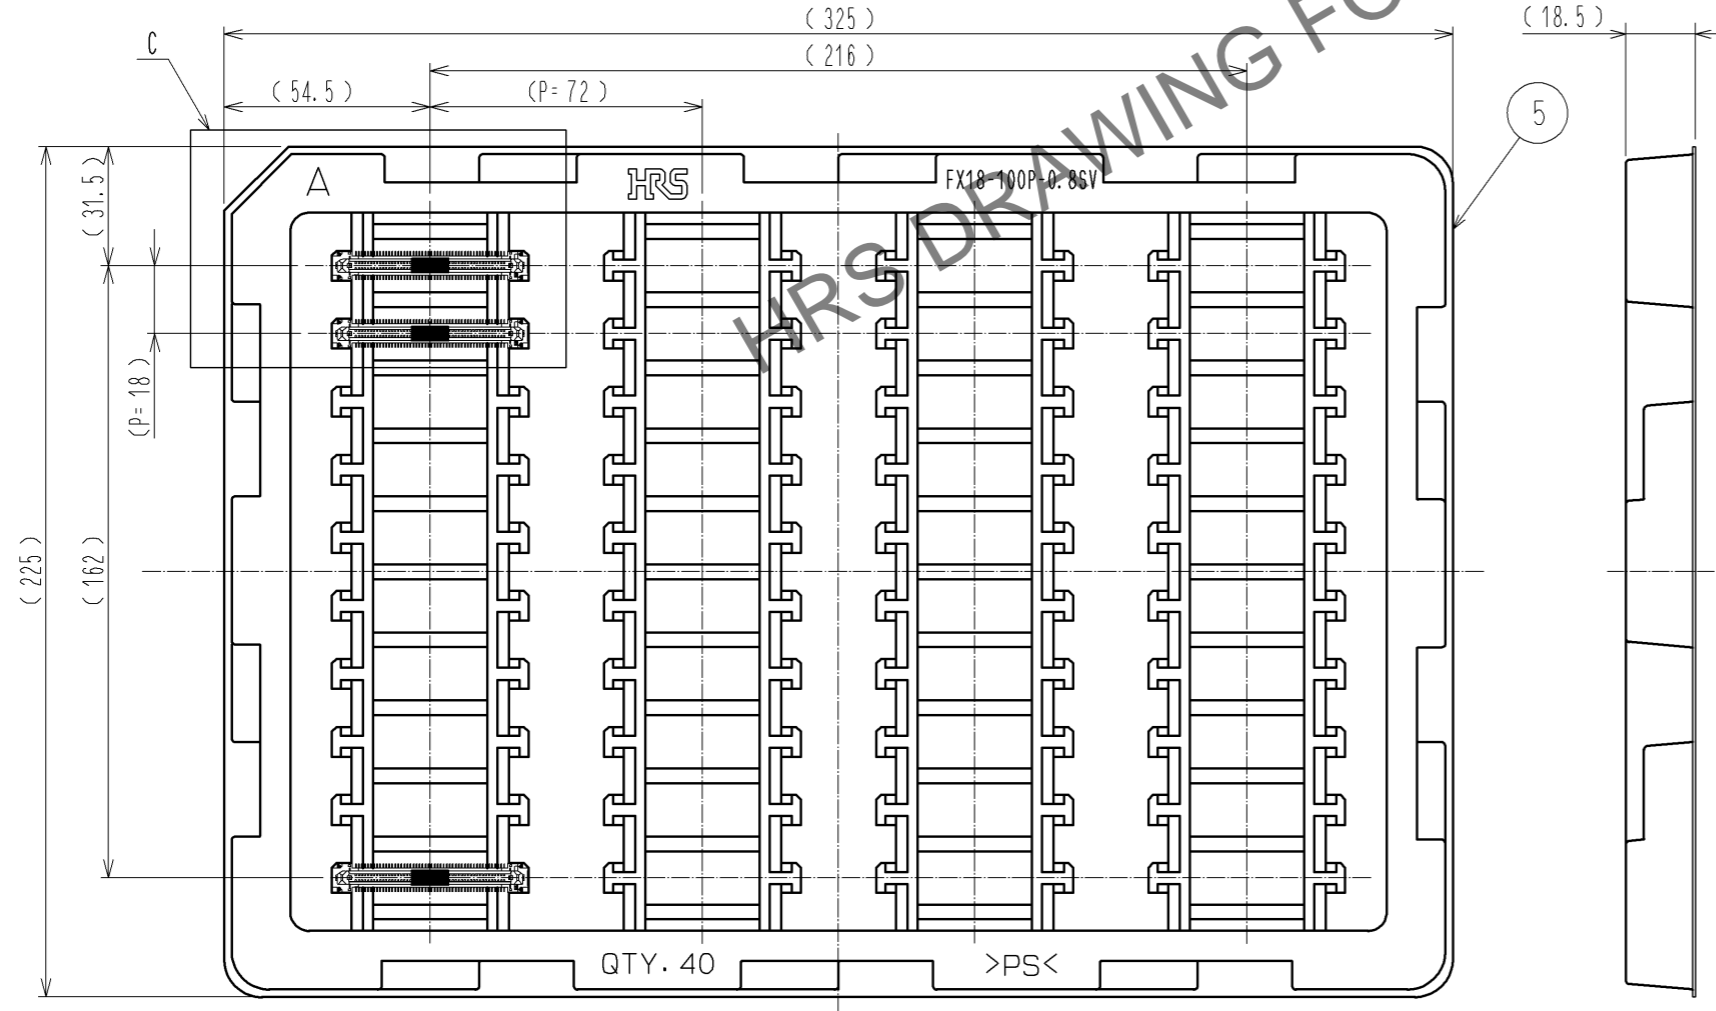 ( 325 )
( 18.5 )
C
( 216 )
( 54.5 )
(P=72 )
5
( 31.5 )
A
HRS
FX18-100P-0.8SV
HRS DRAWING FO
(P=18 )
( 225 )
( 162 )
QTY. 40
>PS<